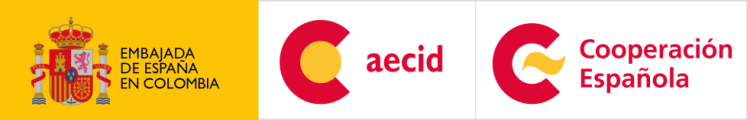 EMBAJADA
DE ESPAÑA
EN COLOMBIA
aecid
Cooperación
Española